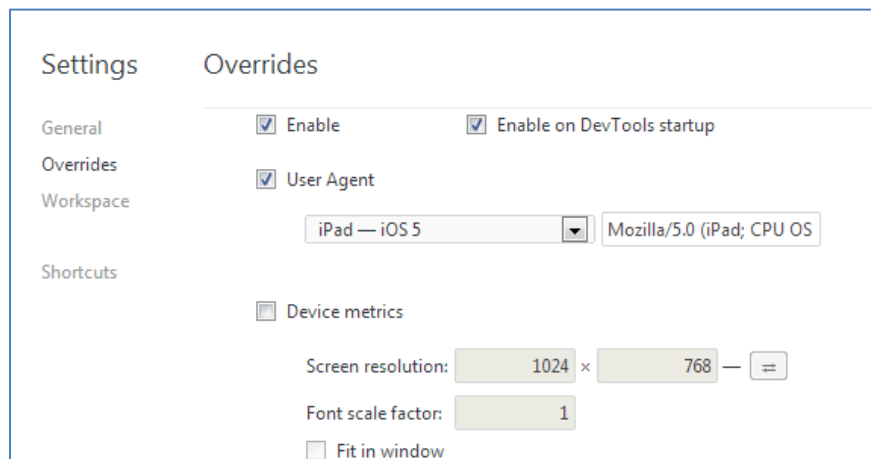 Settings
Overrides
General
Overrides
Workspace
Shortcuts
Enable
Enable on DevTools startup
User Agent
iPad — iOS 5
Mozilla/5.0 (iPad; CPU OS
Device metrics
Screen resolution: 1024 × 768 — ⇄
Font scale factor: 1
Fit in window